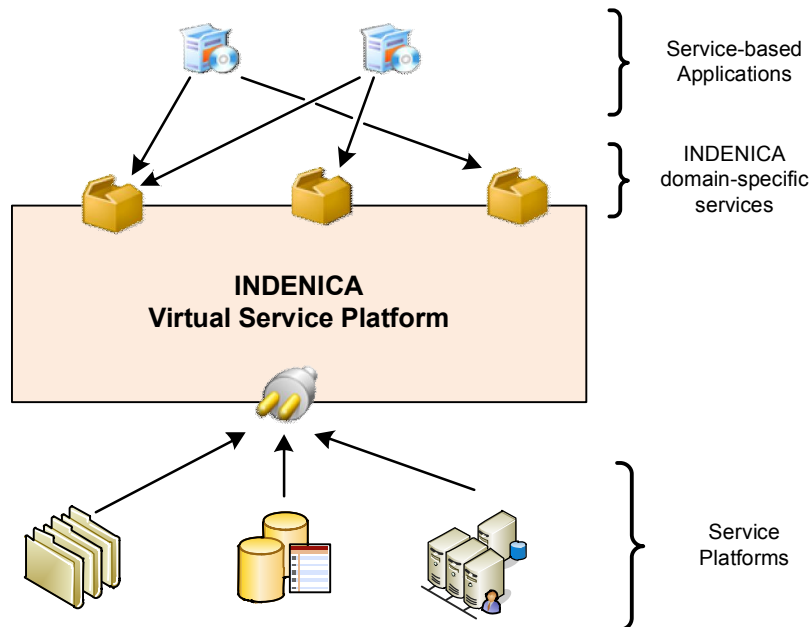 Service-based
Applications
INDENICA
domain-specific
services
INDENICA
Virtual Service Platform
Service
Platforms